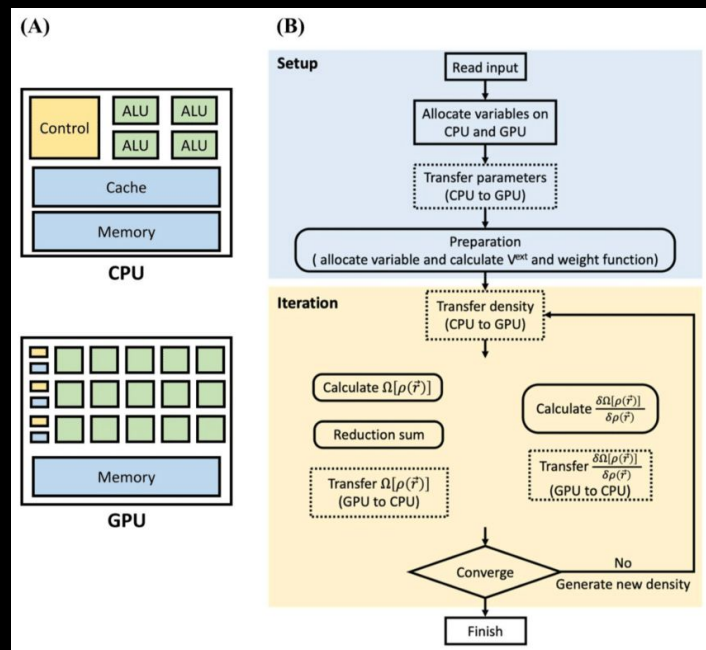 (A)
Control
ALU
ALU
ALU
ALU
Cache
Memory
CPU
Memory
GPU
(B)
Setup
Read input
Allocate variables on
CPU and GPU
Transfer parameters
(CPU to GPU)
Preparation
( allocate variable and calculate V^ext and weight function)
Iteration
Transfer density
(CPU to GPU)
Calculate Ω[ρ(r⃗)]
Reduction sum
Transfer Ω[ρ(r⃗)]
(GPU to CPU)
Calculate δΩ[ρ(r⃗)]/δρ(r⃗)
Transfer δΩ[ρ(r⃗)]/δρ(r⃗)
(GPU to CPU)
Converge
No
Generate new density
Finish